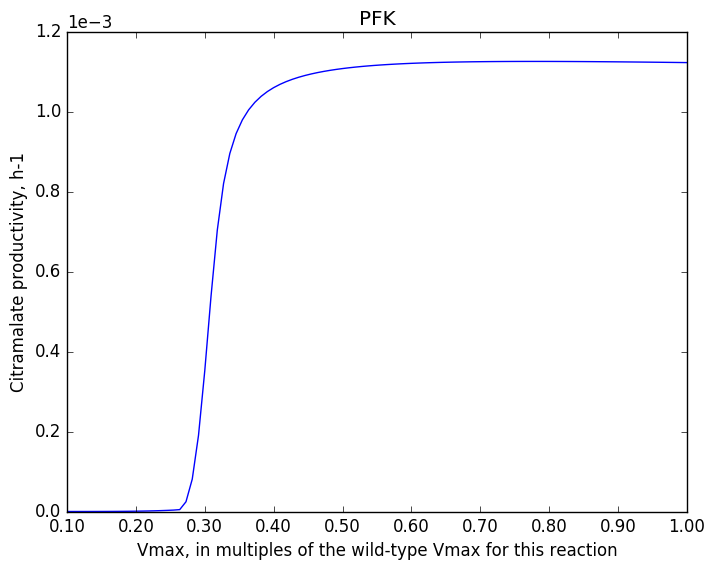 PFK
1e−3
1.2
1.0
0.8
0.6
0.4
0.2
0.0
Citramalate productivity, h-1
0.10 0.20 0.30 0.40 0.50 0.60 0.70 0.80 0.90 1.00
Vmax, in multiples of the wild-type Vmax for this reaction